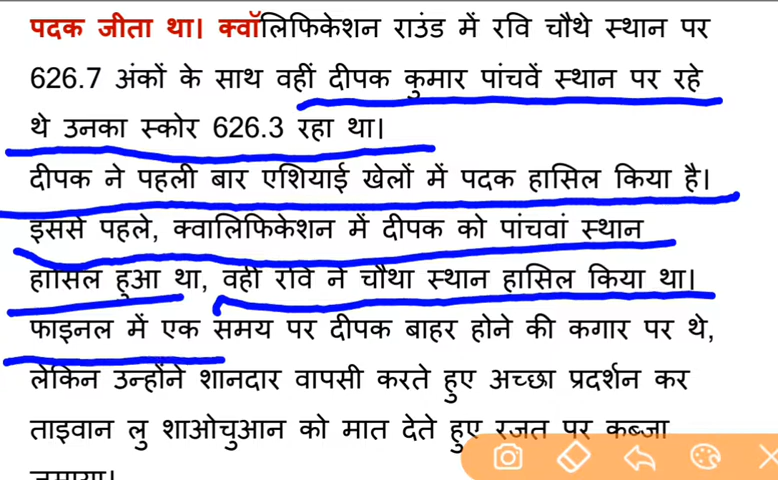 पदक जीता था। क्वॉलिफिकेशन राउंड में रवि चौथे स्थान पर
626.7 अंकों के साथ वहीं दीपक कुमार पांचवें स्थान पर रहे
थे उनका स्कोर 626.3 रहा था।
दीपक ने पहली बार एशियाई खेलों में पदक हासिल किया है।
इससे पहले, क्वालिफिकेशन में दीपक को पांचवां स्थान
हासिल हुआ था, वहीं रवि ने चौथा स्थान हासिल किया था।
फाइनल में एक समय पर दीपक बाहर होने की कगार पर थे,
लेकिन उन्होंने शानदार वापसी करते हुए अच्छा प्रदर्शन कर
ताइवान लु शाओचुआन को मात देते हुए रजत पर कब्जा
जमाया।